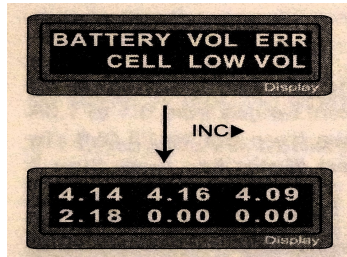 BATTERY VOL ERR
CELL LOW VOL
Display
INC▶
4.14 4.16 4.09
2.18 0.00 0.00
Display